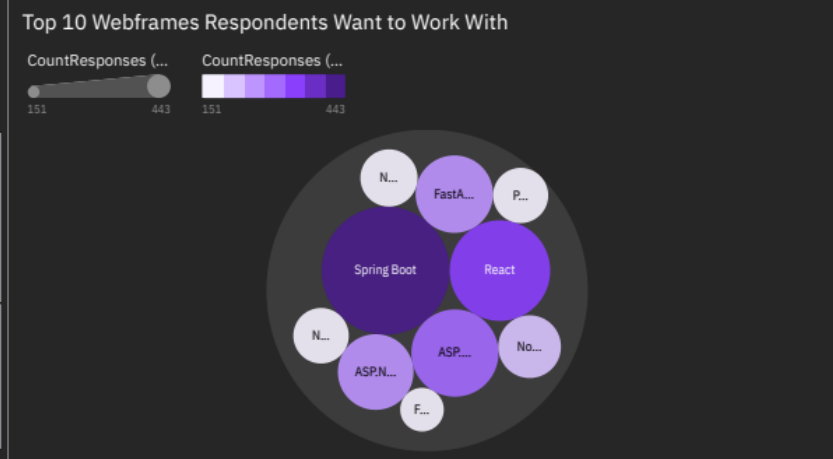 Top 10 Webframes Respondents Want to Work With
CountResponses (... CountResponses (...
151 443 151 443
N... FastA... P...
Spring Boot React
N... ASP.... No...
ASP.N...
F...